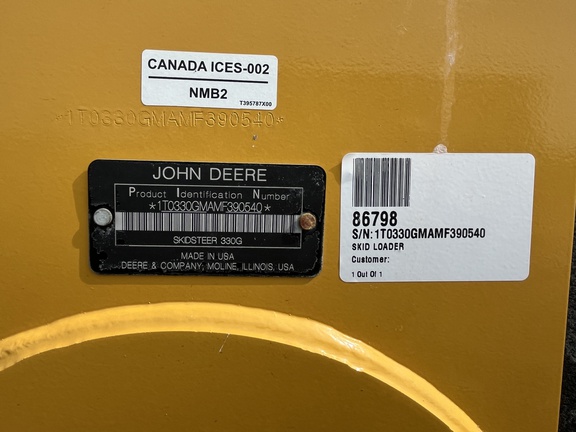 CANADA ICES-002
NMB2
T395787X00
*1T0330GMAMF390540*
JOHN DEERE
Product Identification Number
*1T0330GMAMF390540*
SKIDSTEER 330G
MADE IN USA
DEERE & COMPANY, MOLINE, ILLINOIS, USA
86798
S/N:1T0330GMAMF390540
SKID LOADER
Customer:
1 Out Of 1